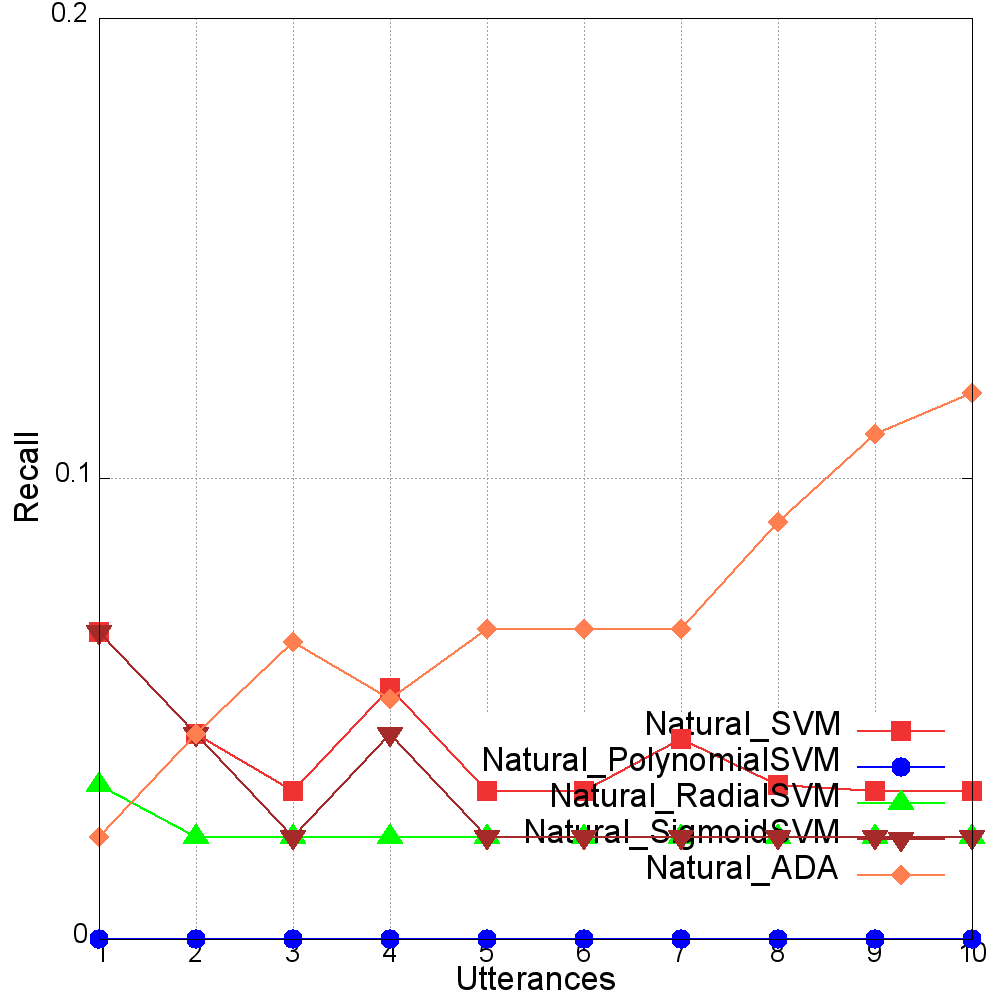 0.2
0.1
0
Recall
Natural_SVM
Natural_PolynomialSVM
Natural_RadialSVM
Natural_SigmoidSVM
Natural_ADA
1 2 3 4 5 6 7 8 9 10
Utterances